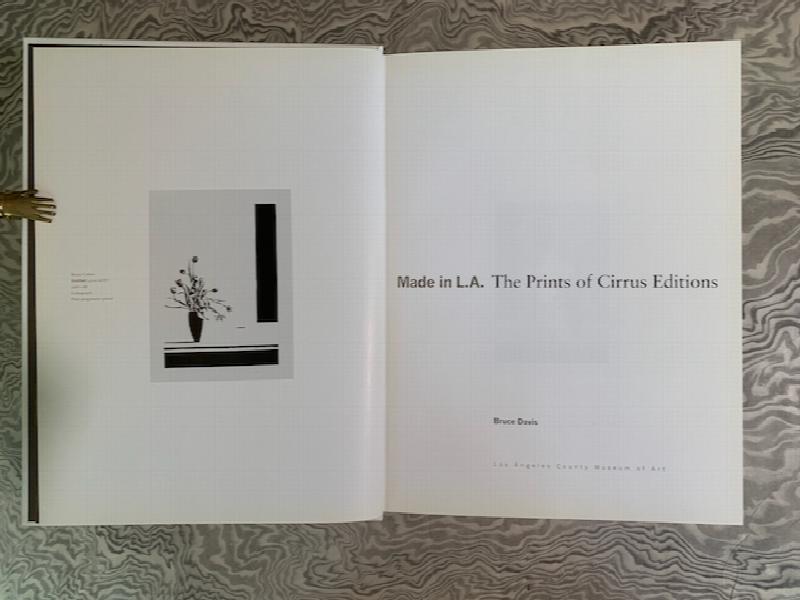 Made in L.A. The Prints of Cirrus Editions
Bruce Davis
Los Angeles County Museum of Art